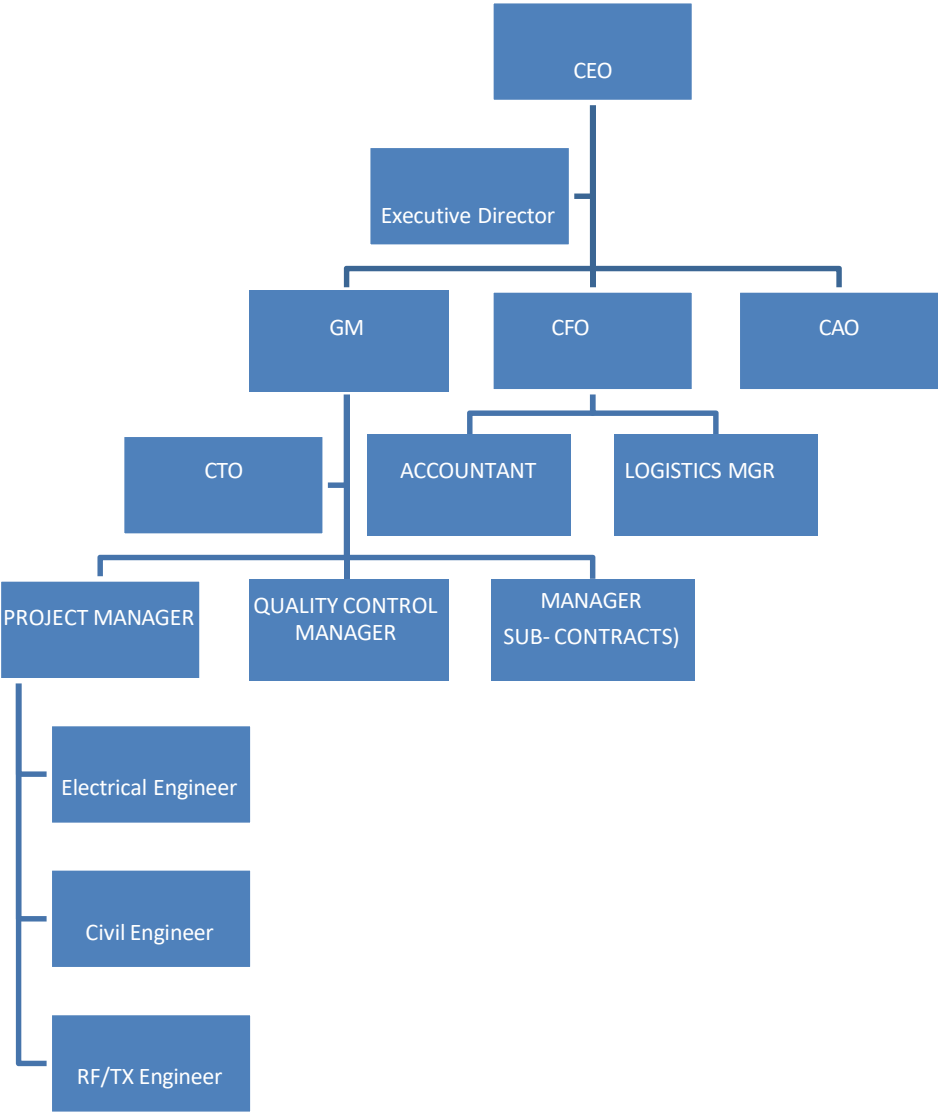 CEO
Executive Director
GM
CFO
CAO
CTO
ACCOUNTANT
LOGISTICS MGR
PROJECT MANAGER
QUALITY CONTROL
MANAGER
MANAGER
SUB- CONTRACTS)
Electrical Engineer
Civil Engineer
RF/TX Engineer